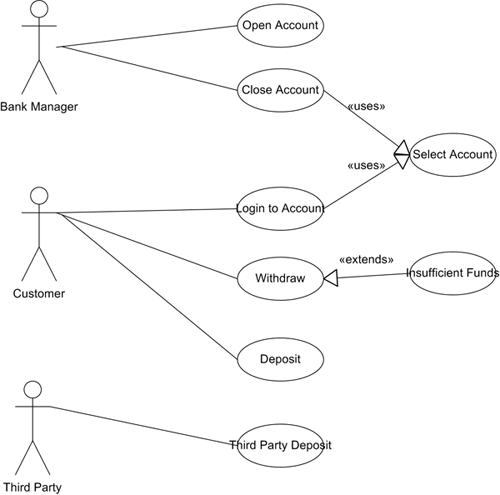 Open Account
Bank Manager
Close Account
«uses»
Select Account
«uses»
Login to Account
Customer
Withdraw
«extends»
Insufficient Funds
Deposit
Third Party Deposit
Third Party